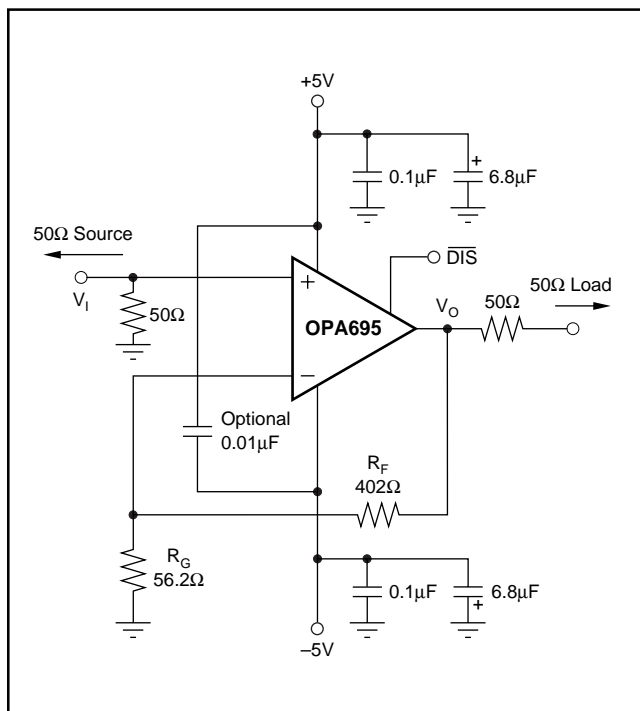 +5V
+
0.1μF
6.8μF
50Ω Source
DIS
50Ω Load
V_I
50Ω
+
OPA695
V_O
50Ω
−
Optional
0.01μF
R_F
402Ω
R_G
56.2Ω
0.1μF
6.8μF
+
−5V